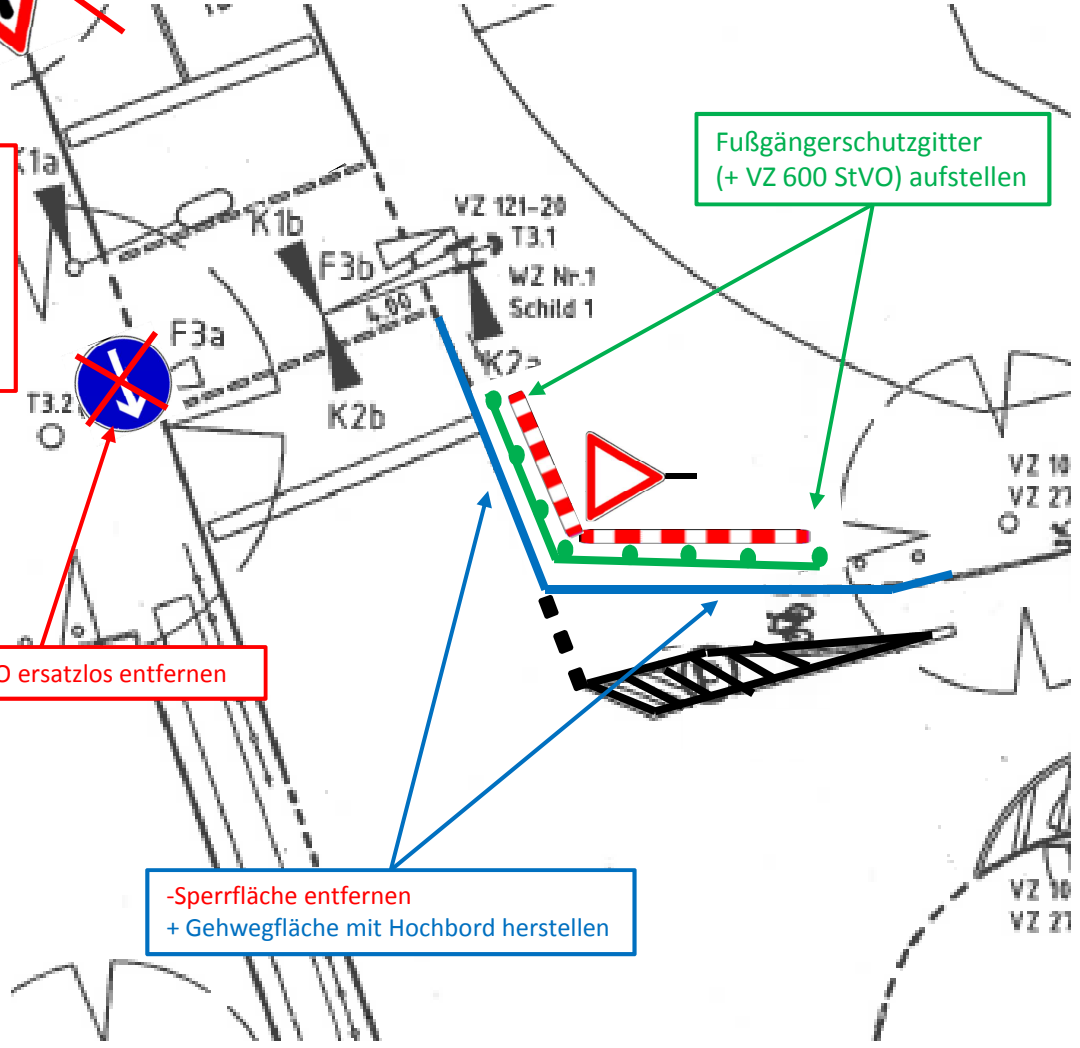 Fußgängerschutzgitter
(+ VZ 600 StVO) aufstellen
K1a
K1b
VZ 121-20
T3.1
F3b
WZ Nr.1
Schild 1
4.00
F3a
T3.2
K2b
VZ 10
VZ 27
O ersatzlos entfernen
-Sperrfläche entfernen
+ Gehwegfläche mit Hochbord herstellen
VZ 10
VZ 27